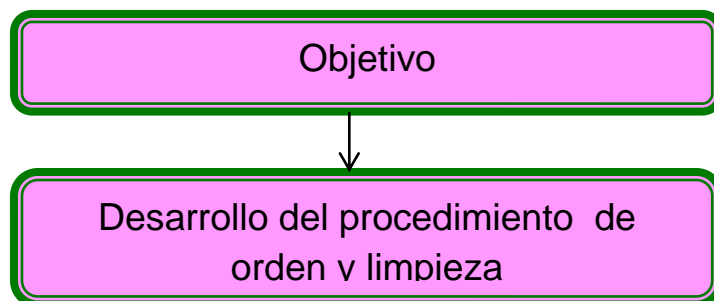 Objetivo
Desarrollo del procedimiento de
orden y limpieza